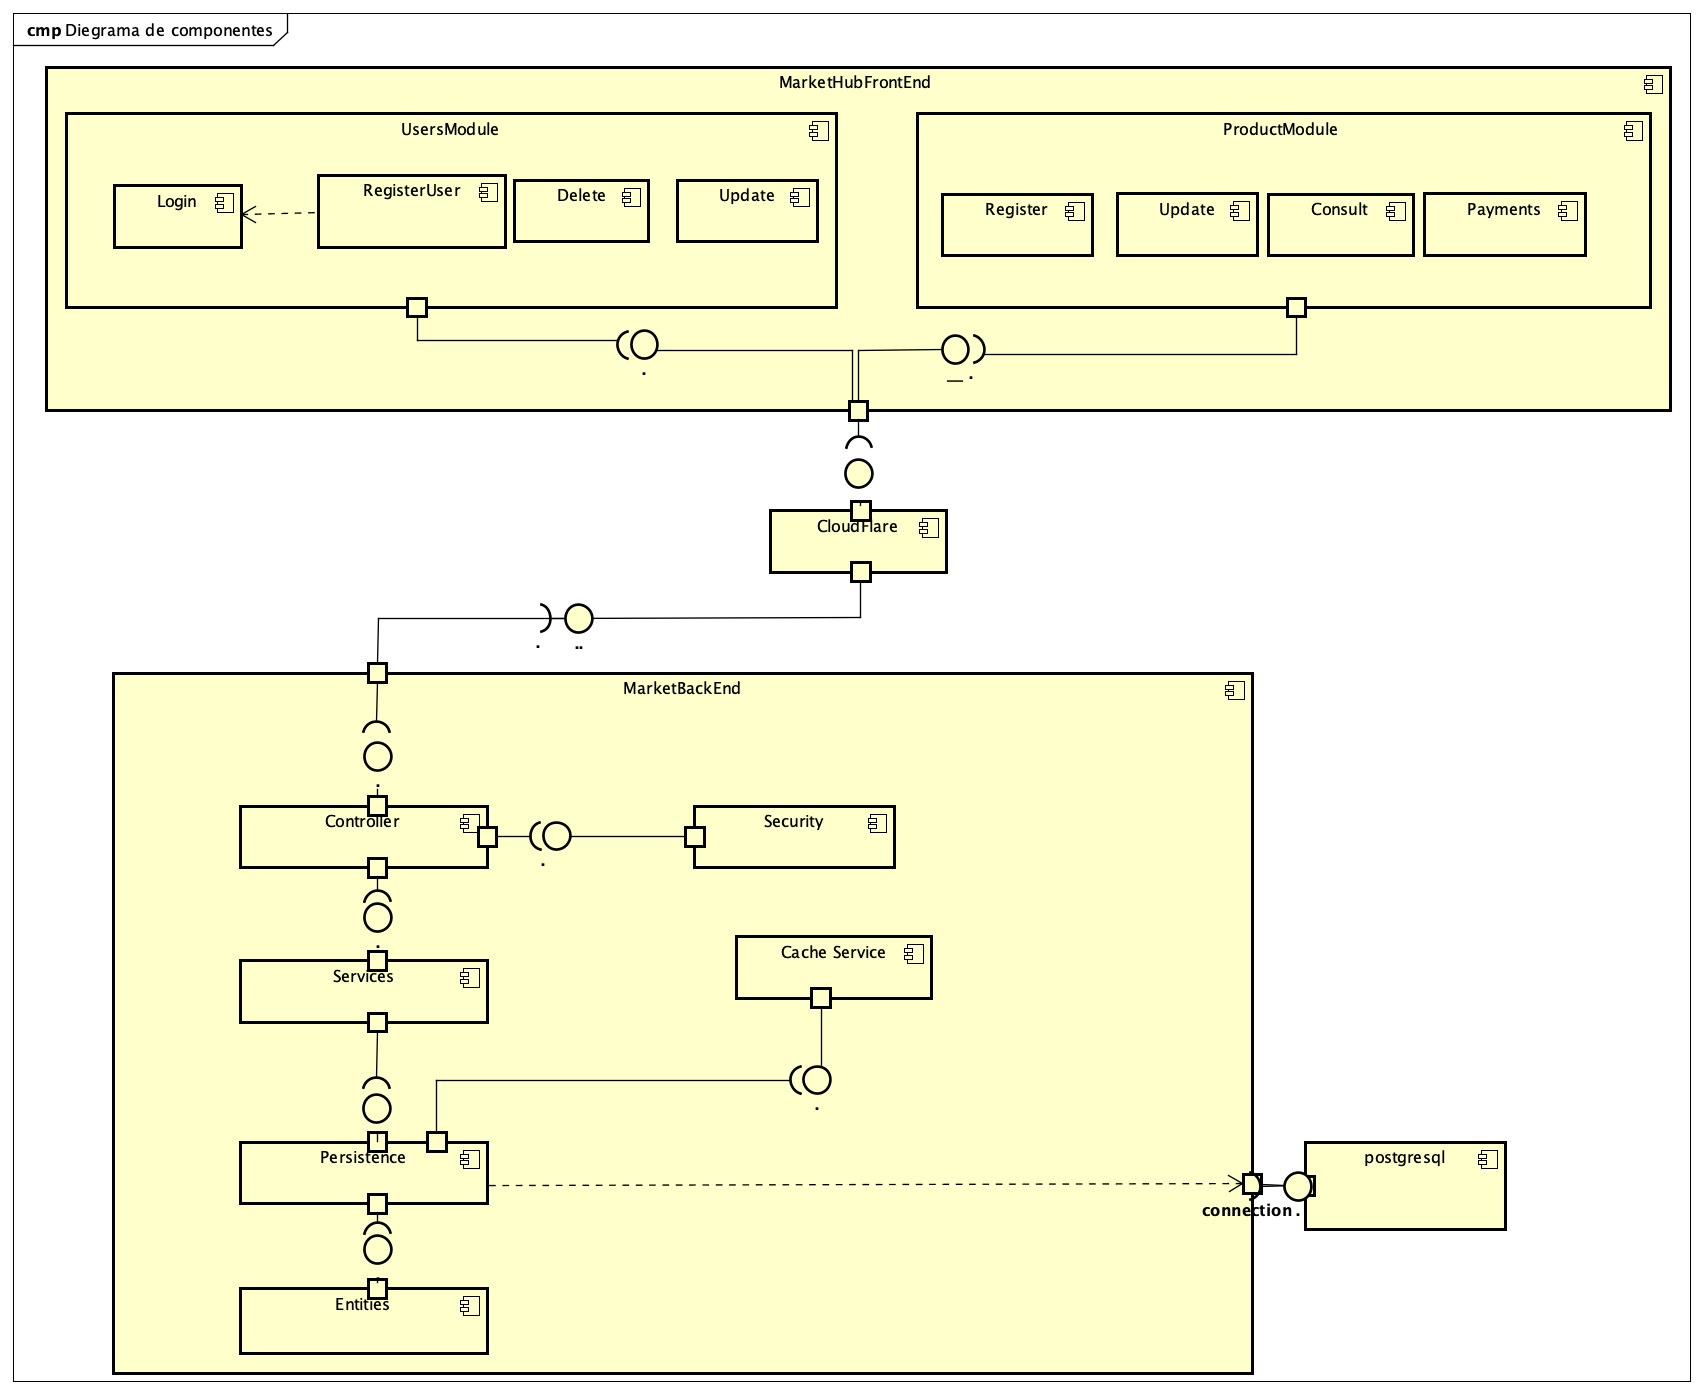 cmp Diegrama de componentes
MarketHubFrontEnd
UsersModule
ProductModule
Login
RegisterUser
Delete
Update
Register
Update
Consult
Payments
.
__ .
CloudFlare
.
..
MarketBackEnd
.
Controller
Security
.
.
Services
Cache Service
.
Persistence
postgresql
connection .
Entities